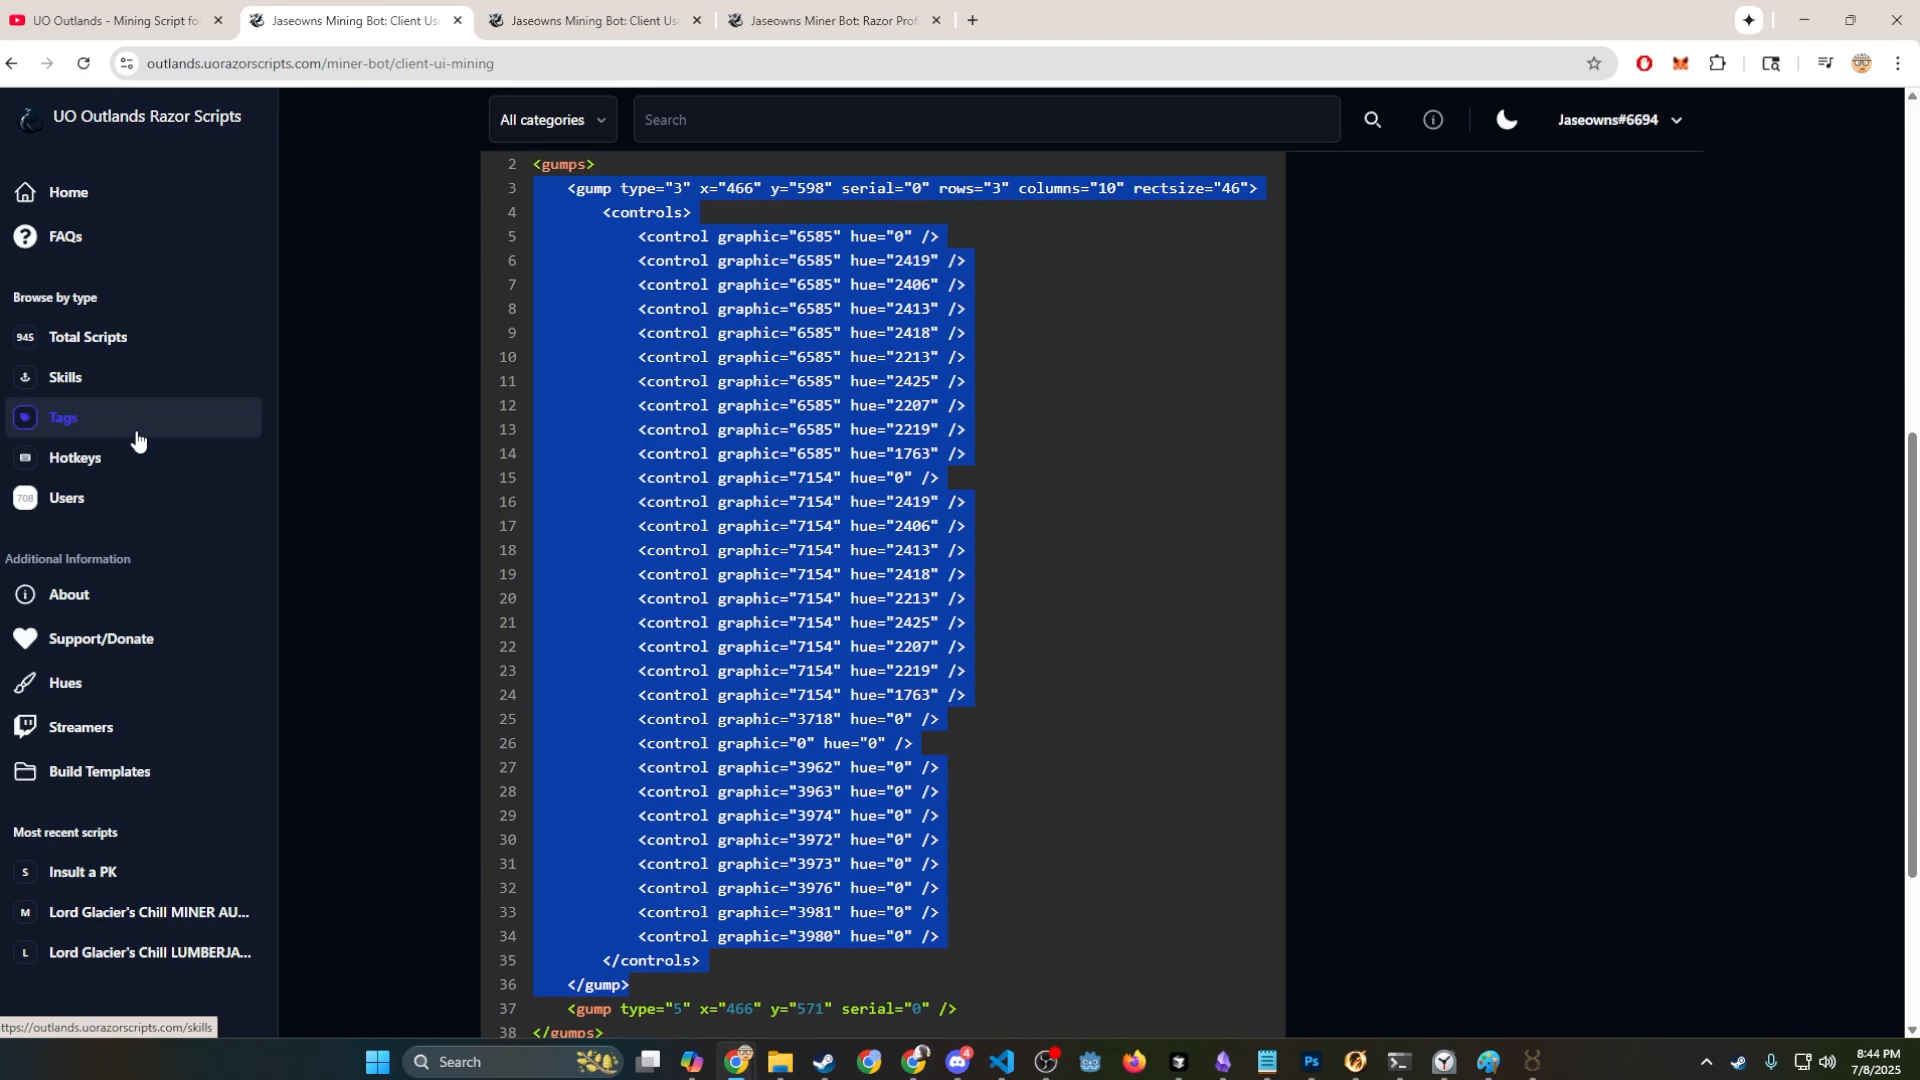 UO Outlands - Mining Script fo
Jaseowns Mining Bot: Client Us
Jaseowns Mining Bot: Client Us
Jaseowns Miner Bot: Razor Prof
outlands.uorazorscripts.com/miner-bot/client-ui-mining
UO Outlands Razor Scripts
All categories
Search
Jaseowns#6694
Home
FAQs
Browse by type
945 Total Scripts
Skills
Tags
Hotkeys
708 Users
Additional Information
About
Support/Donate
Hues
Streamers
Build Templates
Most recent scripts
S Insult a PK
M Lord Glacier's Chill MINER AU...
L Lord Glacier's Chill LUMBERJA...
ttps://outlands.uorazorscripts.com/skills
2 <gumps>
3 <gump type="3" x="466" y="598" serial="0" rows="3" columns="10" rectsize="46">
4 <controls>
5 <control graphic="6585" hue="0" />
6 <control graphic="6585" hue="2419" />
7 <control graphic="6585" hue="2406" />
8 <control graphic="6585" hue="2413" />
9 <control graphic="6585" hue="2418" />
10 <control graphic="6585" hue="2213" />
11 <control graphic="6585" hue="2425" />
12 <control graphic="6585" hue="2207" />
13 <control graphic="6585" hue="2219" />
14 <control graphic="6585" hue="1763" />
15 <control graphic="7154" hue="0" />
16 <control graphic="7154" hue="2419" />
17 <control graphic="7154" hue="2406" />
18 <control graphic="7154" hue="2413" />
19 <control graphic="7154" hue="2418" />
20 <control graphic="7154" hue="2213" />
21 <control graphic="7154" hue="2425" />
22 <control graphic="7154" hue="2207" />
23 <control graphic="7154" hue="2219" />
24 <control graphic="7154" hue="1763" />
25 <control graphic="3718" hue="0" />
26 <control graphic="0" hue="0" />
27 <control graphic="3962" hue="0" />
28 <control graphic="3963" hue="0" />
29 <control graphic="3974" hue="0" />
30 <control graphic="3972" hue="0" />
31 <control graphic="3973" hue="0" />
32 <control graphic="3976" hue="0" />
33 <control graphic="3981" hue="0" />
34 <control graphic="3980" hue="0" />
35 </controls>
36 </gump>
37 <gump type="5" x="466" y="571" serial="0" />
38 </gumps>
Search
4
Ps
8:44 PM
7/8/2025